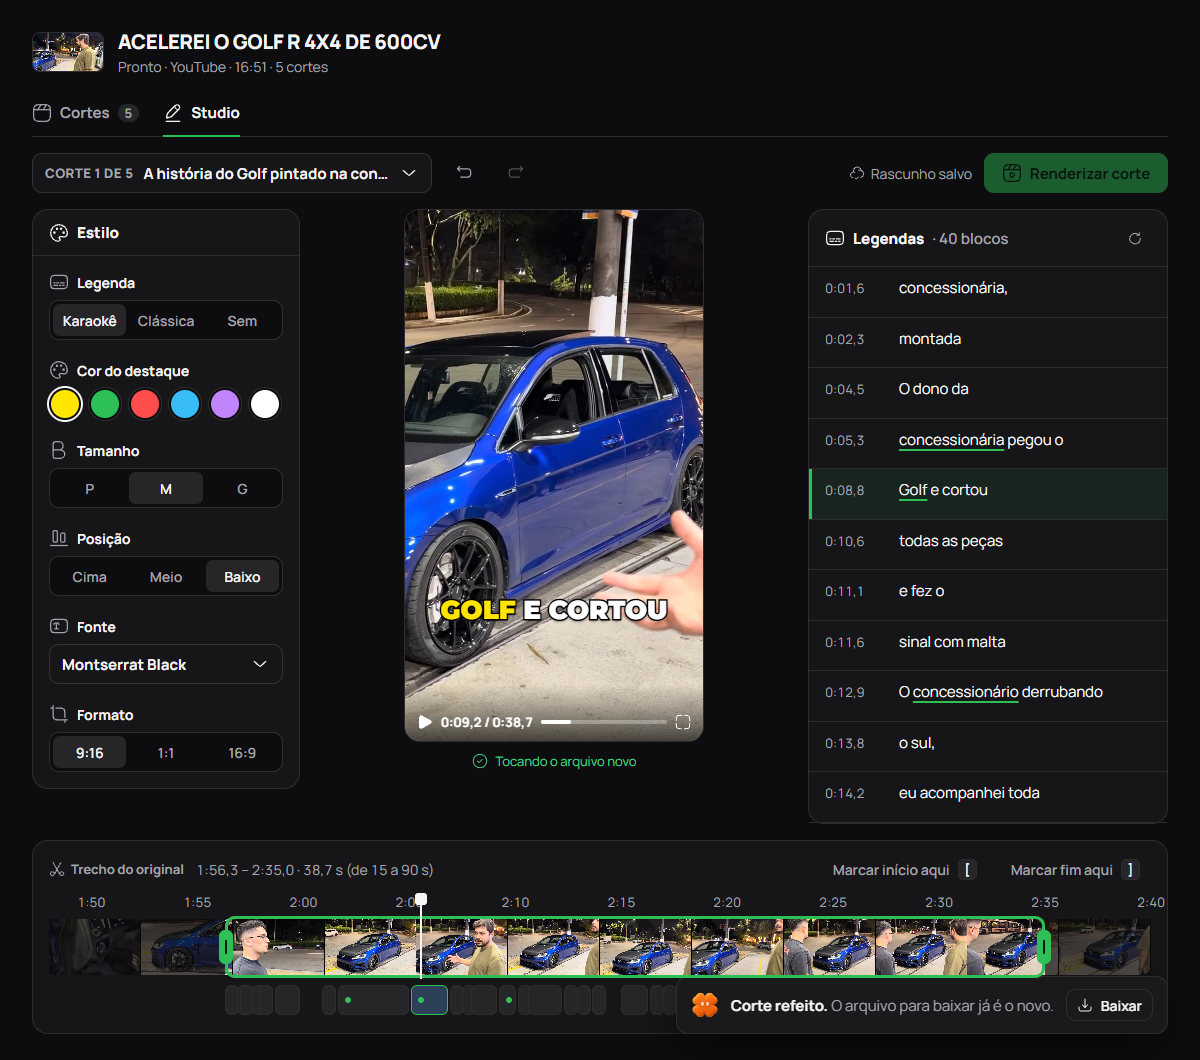 ACELEREI O GOLF R 4X4 DE 600CV
Pronto · YouTube · 16:51 · 5 cortes
Cortes 5 Studio
CORTE 1 DE 5 A história do Golf pintado na con...
Rascunho salvo
Renderizar corte
Estilo
Legenda
Karaokê Clássica Sem
Cor do destaque
Tamanho
P M G
Posição
Cima Meio Baixo
Fonte
Montserrat Black
Formato
9:16 1:1 16:9
GOLF E CORTOU
0:09,2 / 0:38,7
Tocando o arquivo novo
Legendas · 40 blocos
0:01,6 concessionária,
0:02,3 montada
0:04,5 O dono da
0:05,3 concessionária pegou o
0:08,8 Golf e cortou
0:10,6 todas as peças
0:11,1 e fez o
0:11,6 sinal com malta
0:12,9 O concessionário derrubando
0:13,8 o sul,
0:14,2 eu acompanhei toda
Trecho do original 1:56,3 – 2:35,0 · 38,7 s (de 15 a 90 s)
Marcar início aqui [ Marcar fim aqui ]
1:50 1:55 2:00 2:0 2:10 2:15 2:20 2:25 2:30 2:35 2:40
Corte refeito. O arquivo para baixar já é o novo.
Baixar